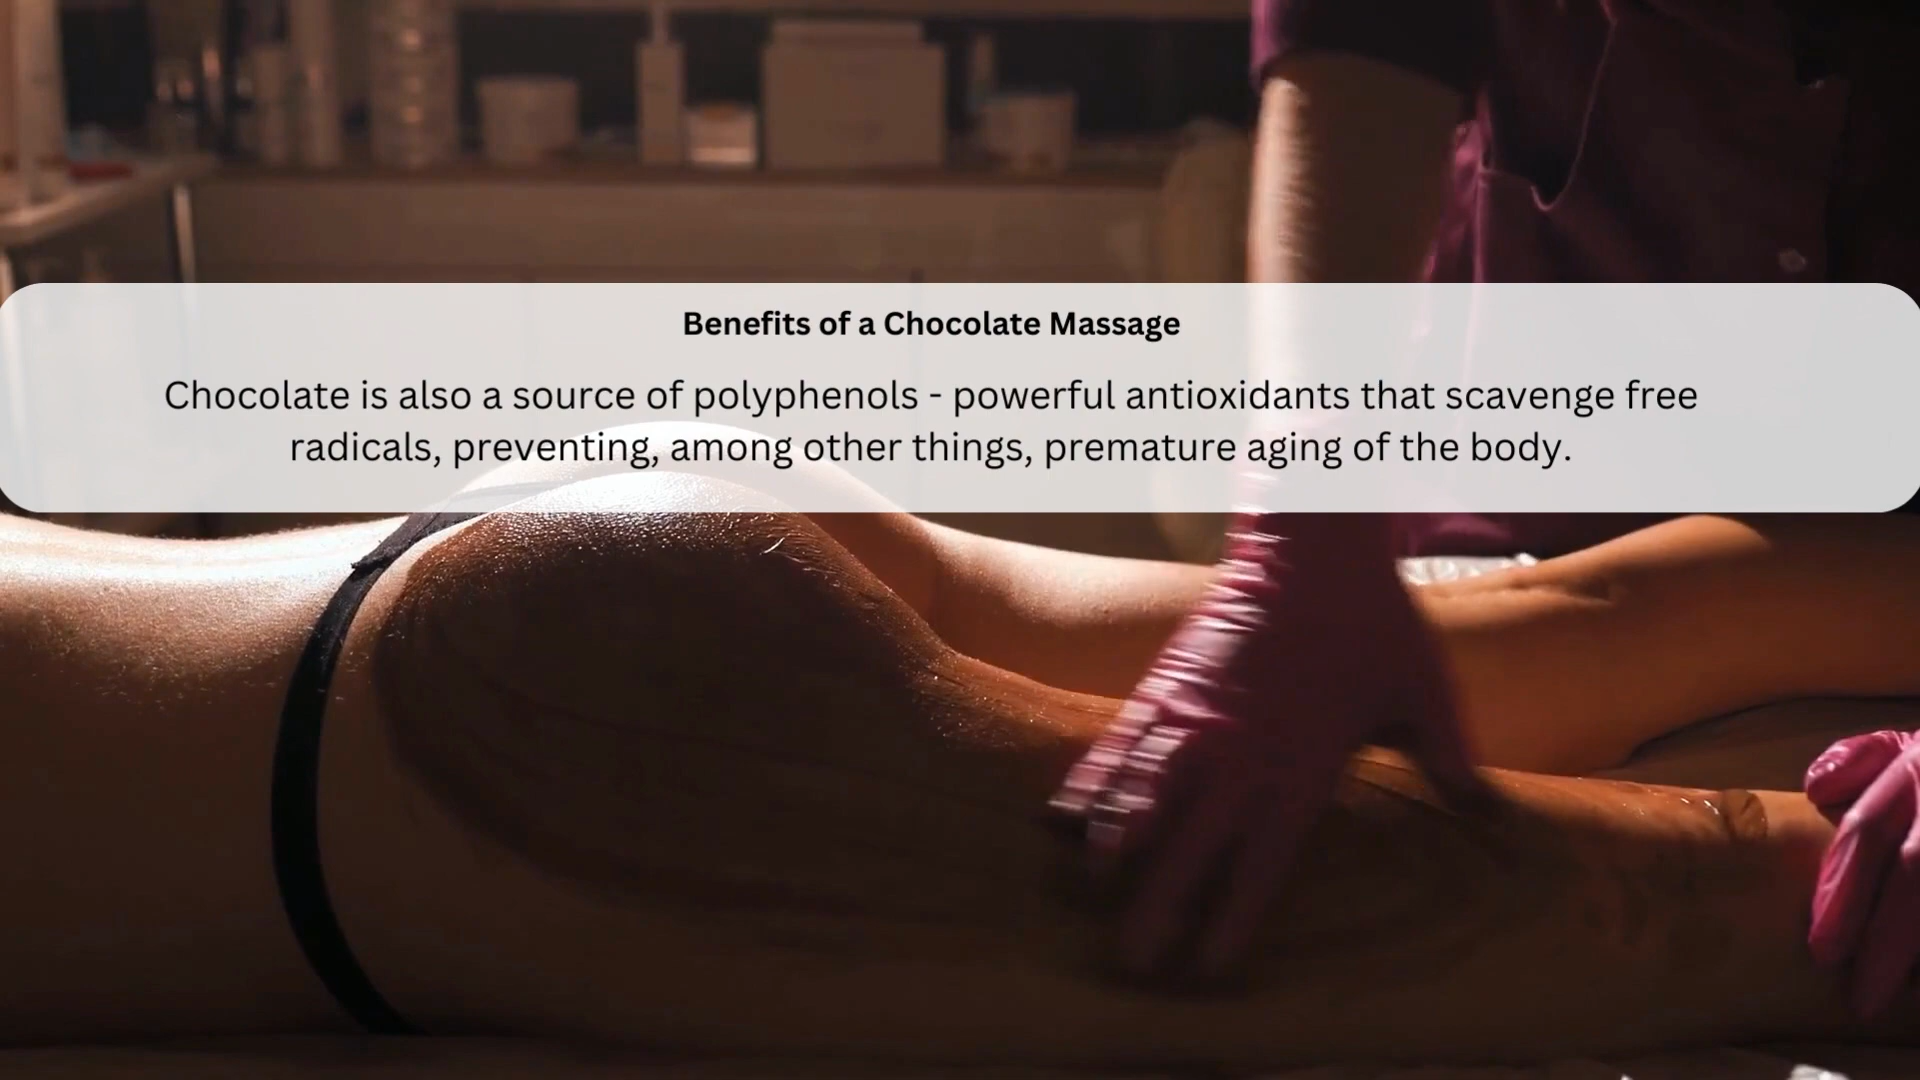 Benefits of a Chocolate Massage
Chocolate is also a source of polyphenols - powerful antioxidants that scavenge free
radicals, preventing, among other things, premature aging of the body.